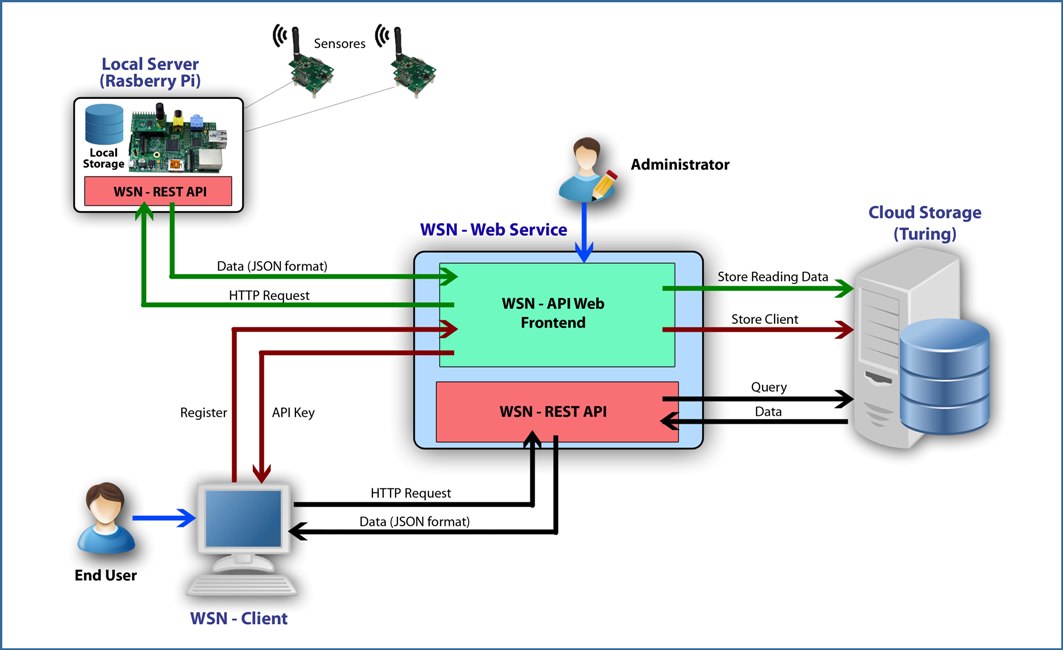 Sensores
Local Server
(Rasberry Pi)
Local
Storage
WSN - REST API
Administrator
WSN - Web Service
Cloud Storage
(Turing)
Data (JSON format)
HTTP Request
WSN - API Web
Frontend
Store Reading Data
Store Client
Register
API Key
WSN - REST API
Query
Data
HTTP Request
Data (JSON format)
End User
WSN - Client